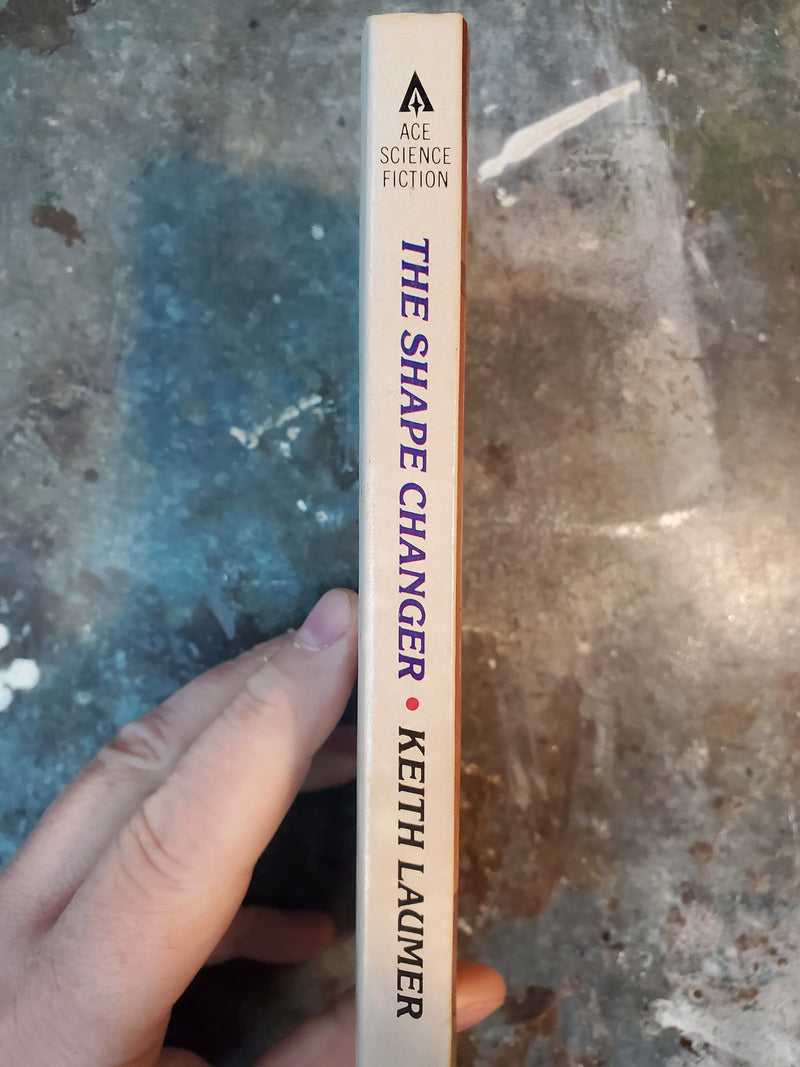 ACE
SCIENCE
FICTION
THE SHAPE CHANGER • KEITH LAUMER